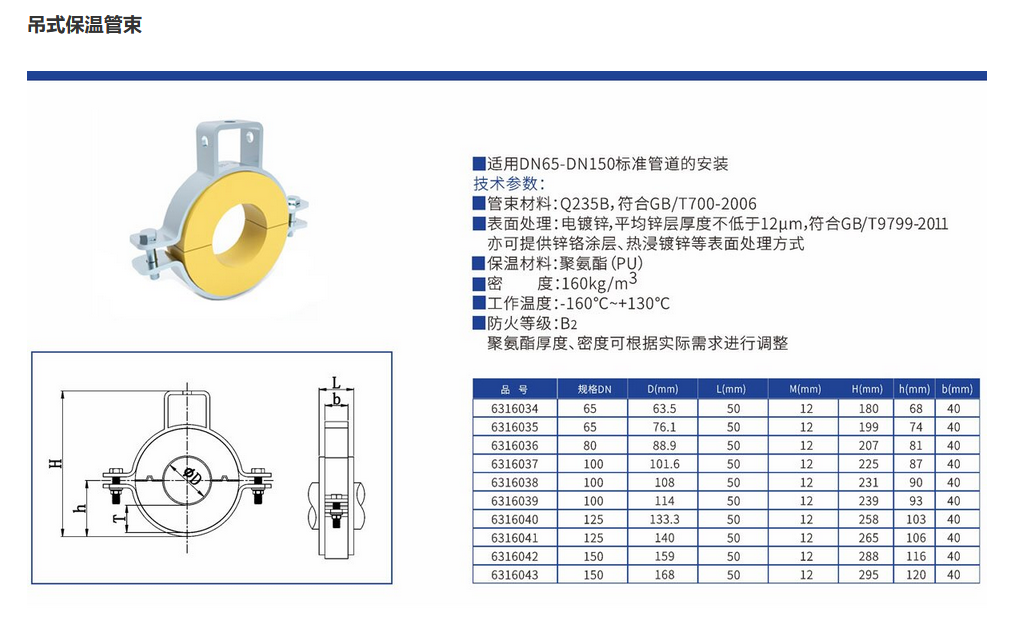 吊式保温管束
■适用DN65-DN150标准管道的安装
技术参数：
■管束材料：Q235B，符合GB/T700-2006
■表面处理：电镀锌，平均锌层厚度不低于12μm，符合GB/T9799-2011
亦可提供锌铬涂层、热浸镀锌等表面处理方式
■保温材料：聚氨酯（PU）
■密 度：160kg/m3
■工作温度：-160℃~+130℃
■防火等级：B2
聚氨酯厚度、密度可根据实际需求进行调整
L
b
H
h
T
ØD
品 号 规格DN D(mm) L(mm) M(mm) H(mm) h(mm) b(mm)
6316034 65 63.5 50 12 180 68 40
6316035 65 76.1 50 12 199 74 40
6316036 80 88.9 50 12 207 81 40
6316037 100 101.6 50 12 225 87 40
6316038 100 108 50 12 231 90 40
6316039 100 114 50 12 239 93 40
6316040 125 133.3 50 12 258 103 40
6316041 125 140 50 12 265 106 40
6316042 150 159 50 12 288 116 40
6316043 150 168 50 12 295 120 40